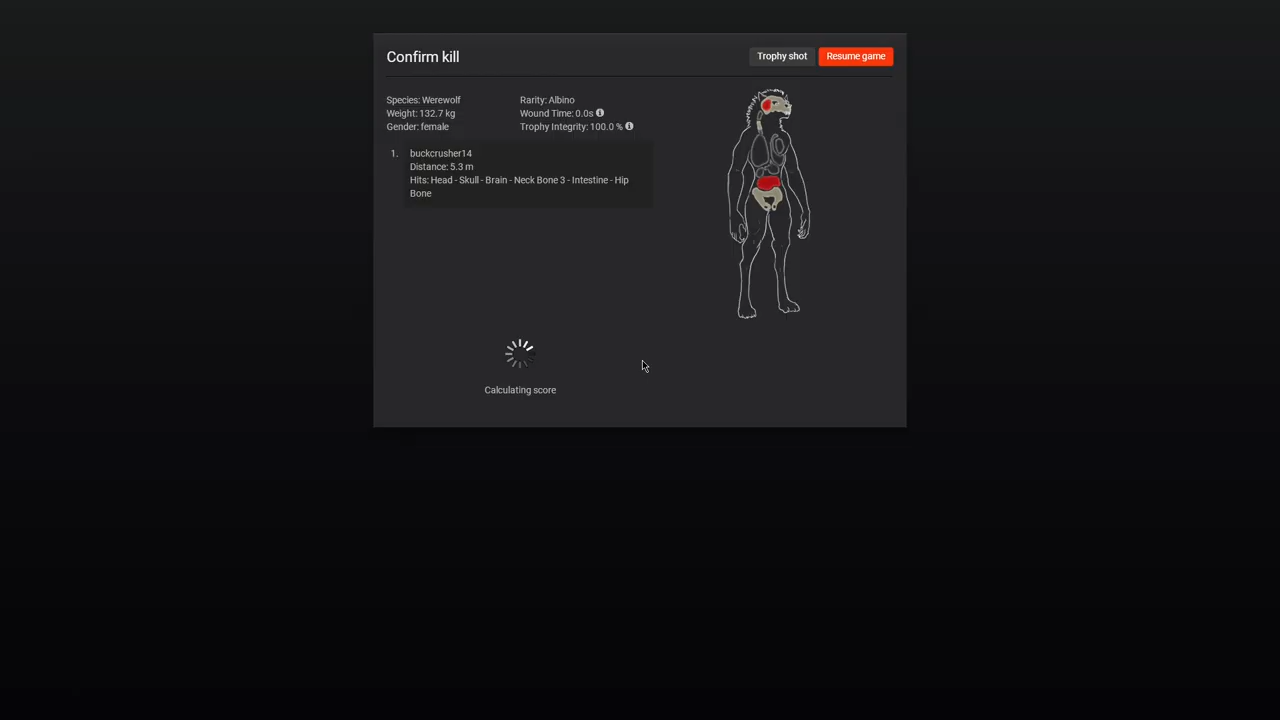 Confirm kill
Trophy shot
Resume game
Species: Werewolf
Weight: 132.7 kg
Gender: female
Rarity: Albino
Wound Time: 0.0s
Trophy Integrity: 100.0 %
1. buckcrusher14
Distance: 5.3 m
Hits: Head - Skull - Brain - Neck Bone 3 - Intestine - Hip
Bone
Calculating score